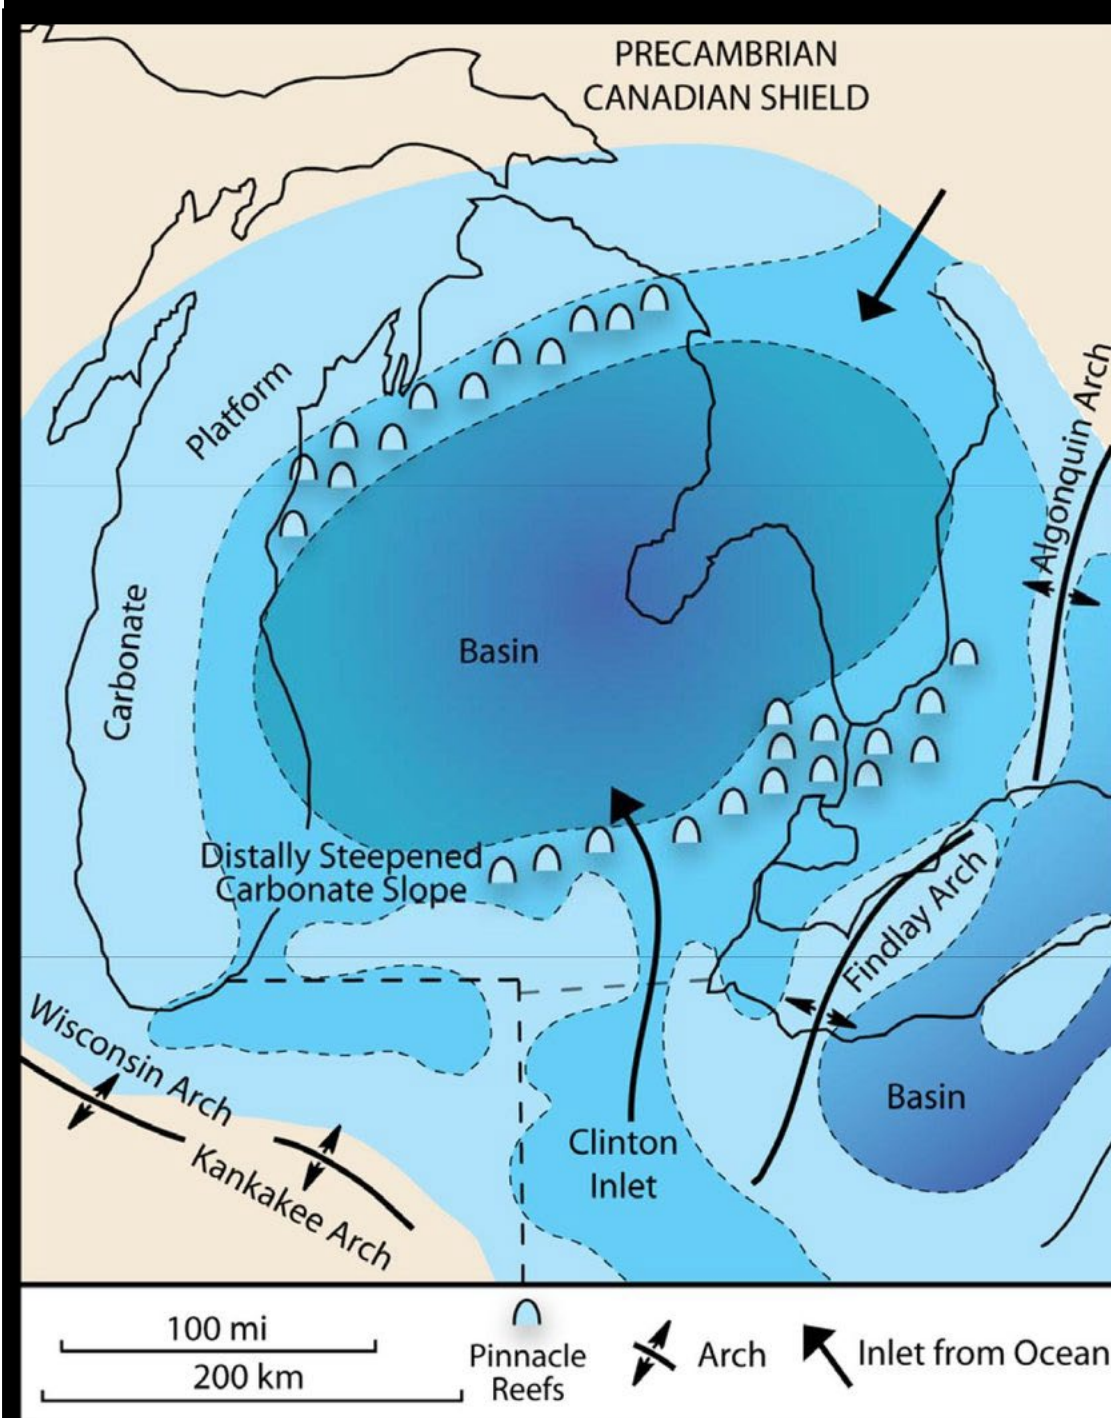 PRECAMBRIAN
CANADIAN SHIELD
Platform
Algonquin Arch
Carbonate
Basin
Distally Steepened
Carbonate Slope
Findlay Arch
Wisconsin Arch
Basin
Clinton
Inlet
Kankakee Arch
100 mi
200 km
Pinnacle
Reefs
Arch
Inlet from Ocean